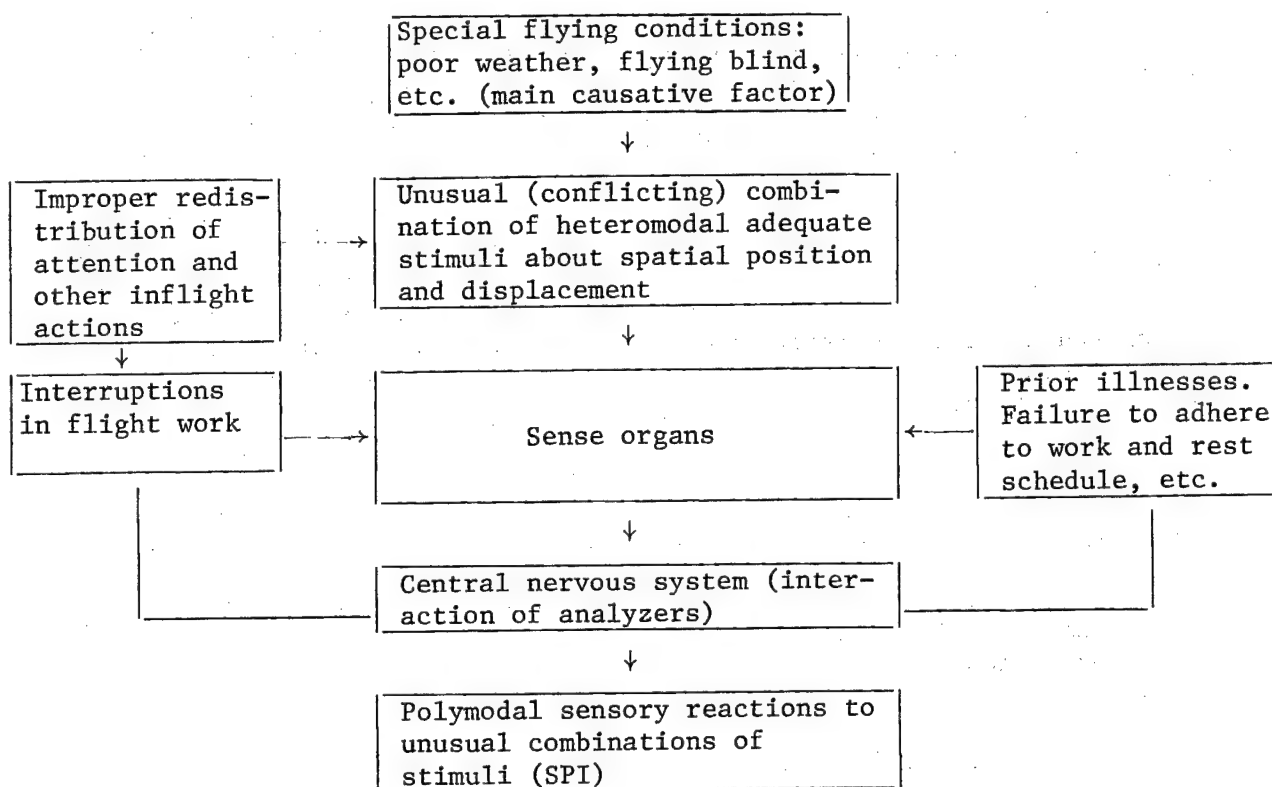 Special flying conditions:
poor weather, flying blind,
etc. (main causative factor)
Improper redis-
tribution of
attention and
other inflight
actions
Unusual (conflicting) combi-
nation of heteromodal adequate
stimuli about spatial position
and displacement
Interruptions
in flight work
Sense organs
Prior illnesses.
Failure to adhere
to work and rest
schedule, etc.
Central nervous system (inter-
action of analyzers)
Polymodal sensory reactions to
unusual combinations of
stimuli (SPI)